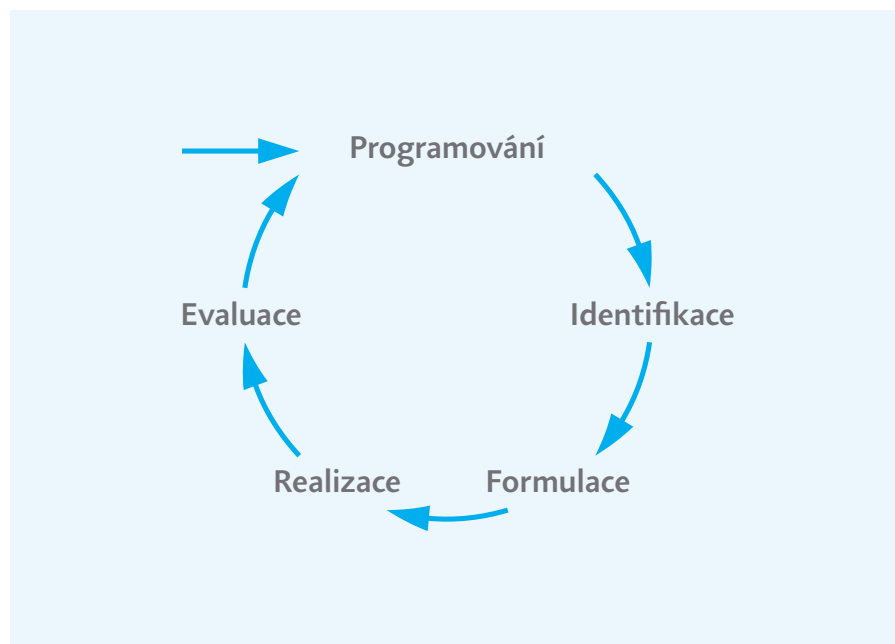 Programování
Evaluace
Identifikace
Realizace
Formulace